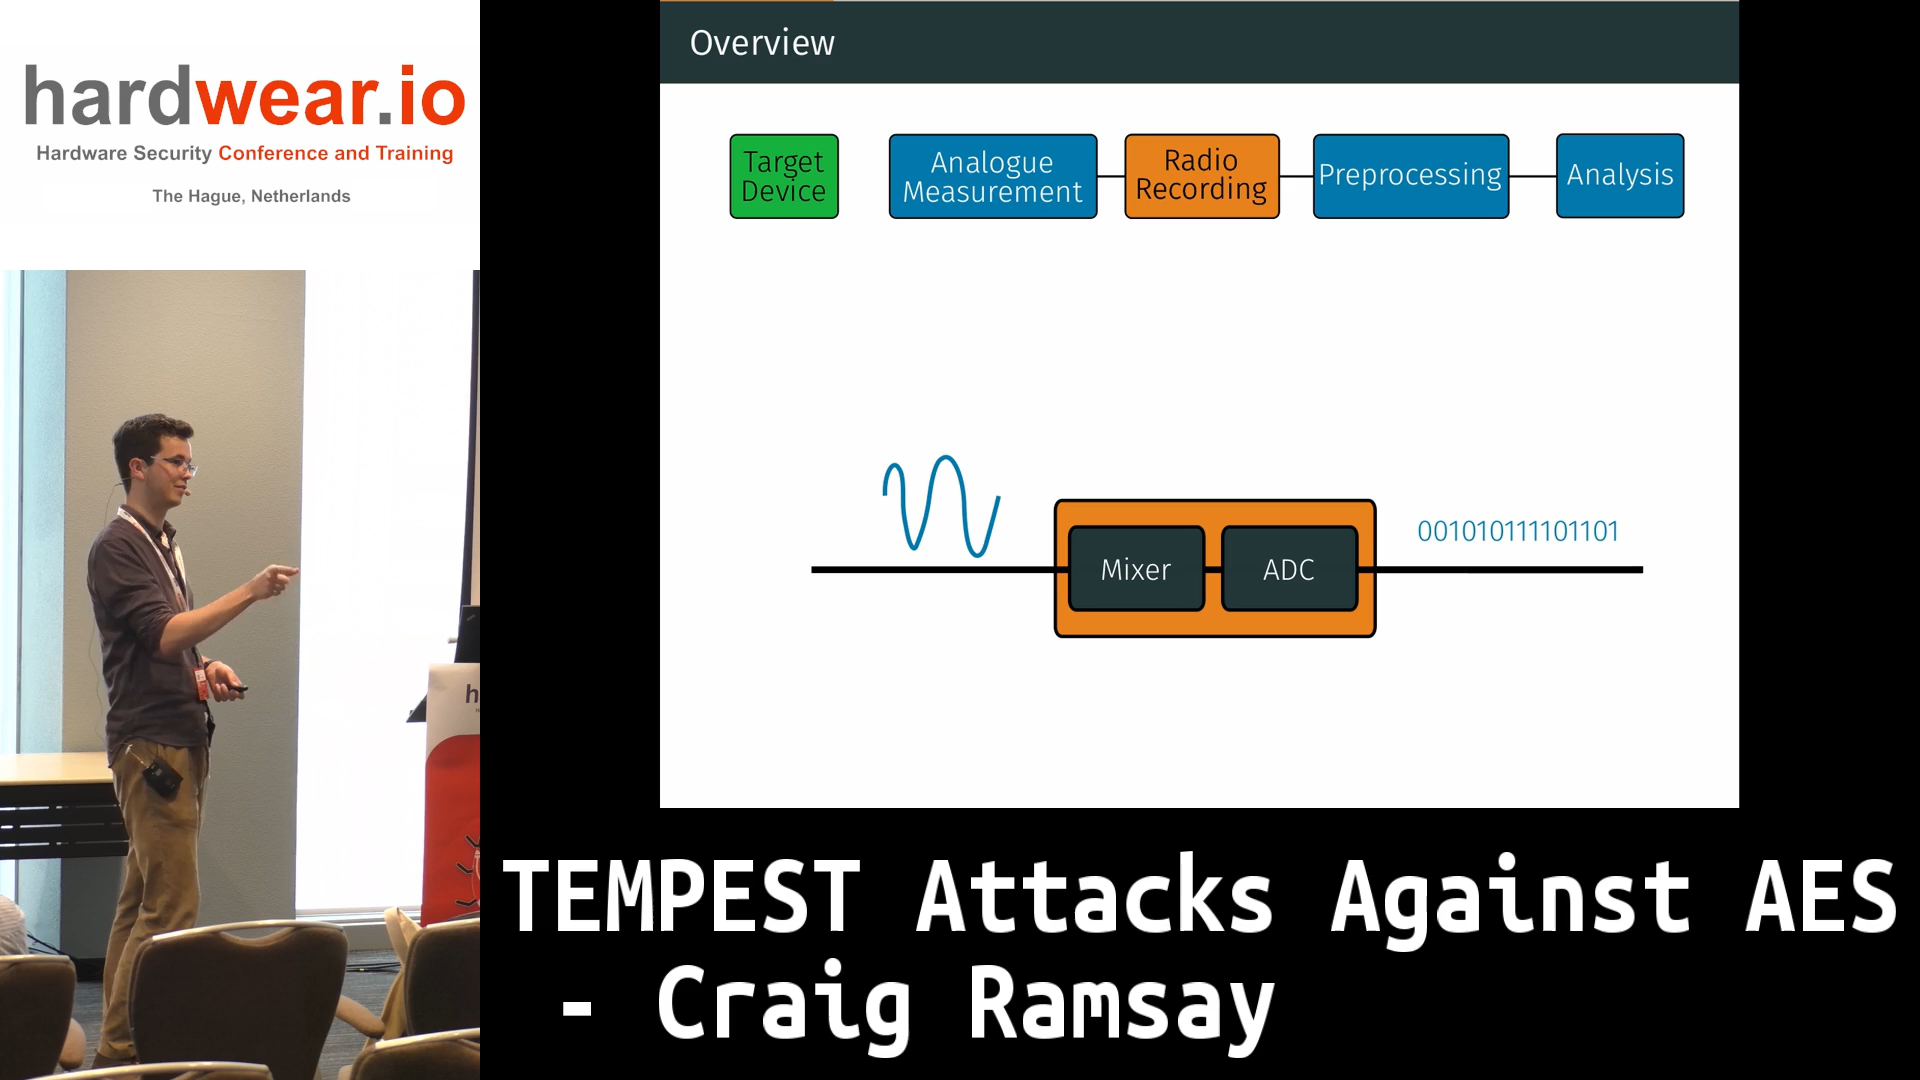 hardwear.io
Hardware Security Conference and Training
The Hague, Netherlands
Overview
Target
Device
Analogue
Measurement
Radio
Recording
Preprocessing
Analysis
Mixer
ADC
001010111101101
TEMPEST Attacks Against AES
- Craig Ramsay